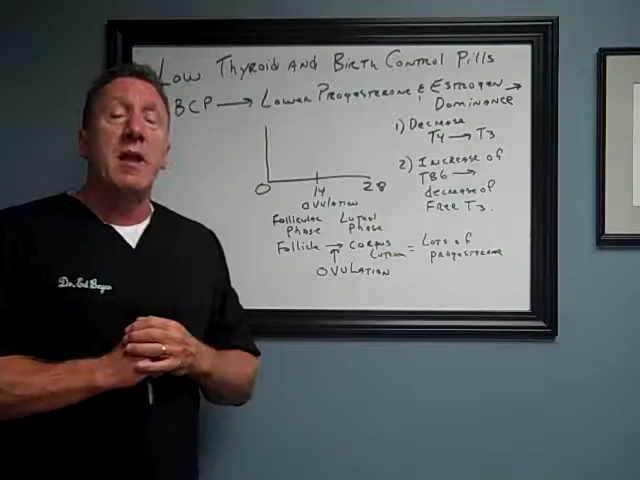 Low Thyroid and Birth Control Pills
BCP → Lower Progesterone & Estrogen →
Dominance
1) Decrease
T4 → T3
2) Increase of
TBG →
decrease of
Free T3.
0 14 28
Ovulation
Follicular Phase Luteal Phase
Follicle → Corpus Luteum = Lots of progesterone
↑
Ovulation
Dr. Ed